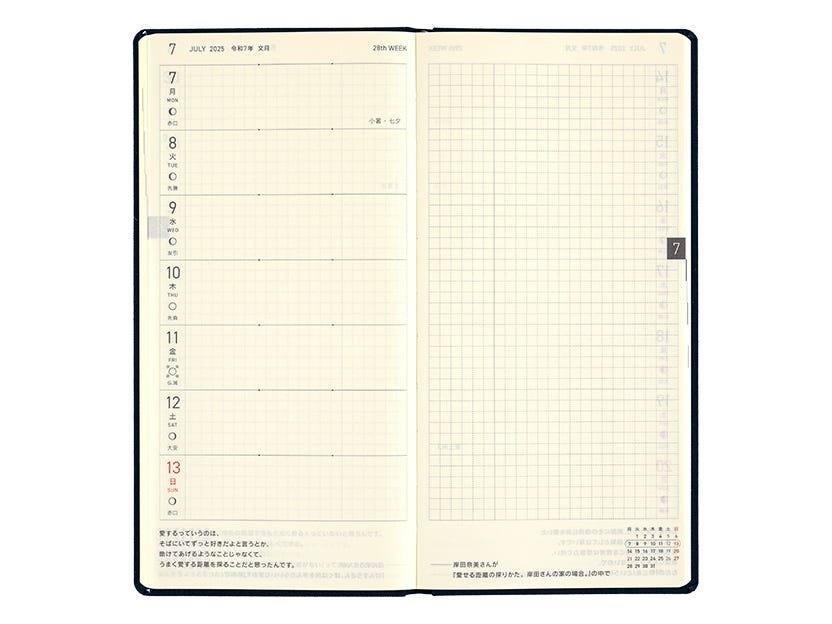 7 JULY 2025 令和7年 文月 28th WEEK
7
月
MON
赤口
小暑・七夕
8
火
TUE
先勝
9
水
WED
友引
10
木
THU
先負
11
金
FRI
仏滅
12
土
SAT
大安
13
日
SUN
赤口
愛するっていうのは、
そばにいてずっと好きだよと言うとか、
助けてあげるようなことじゃなくて、
うまく愛する距離を探ることだと思ったんです。
7
岸田奈美さんが
『愛せる距離の探りかた。岸田さんの家の場合。』の中で
月 火 水 木 金 土 日
1 2 3 4 5 6
7 8 9 10 11 12 13
14 15 16 17 18 19 20
21 22 23 24 25 26 27
28 29 30 31